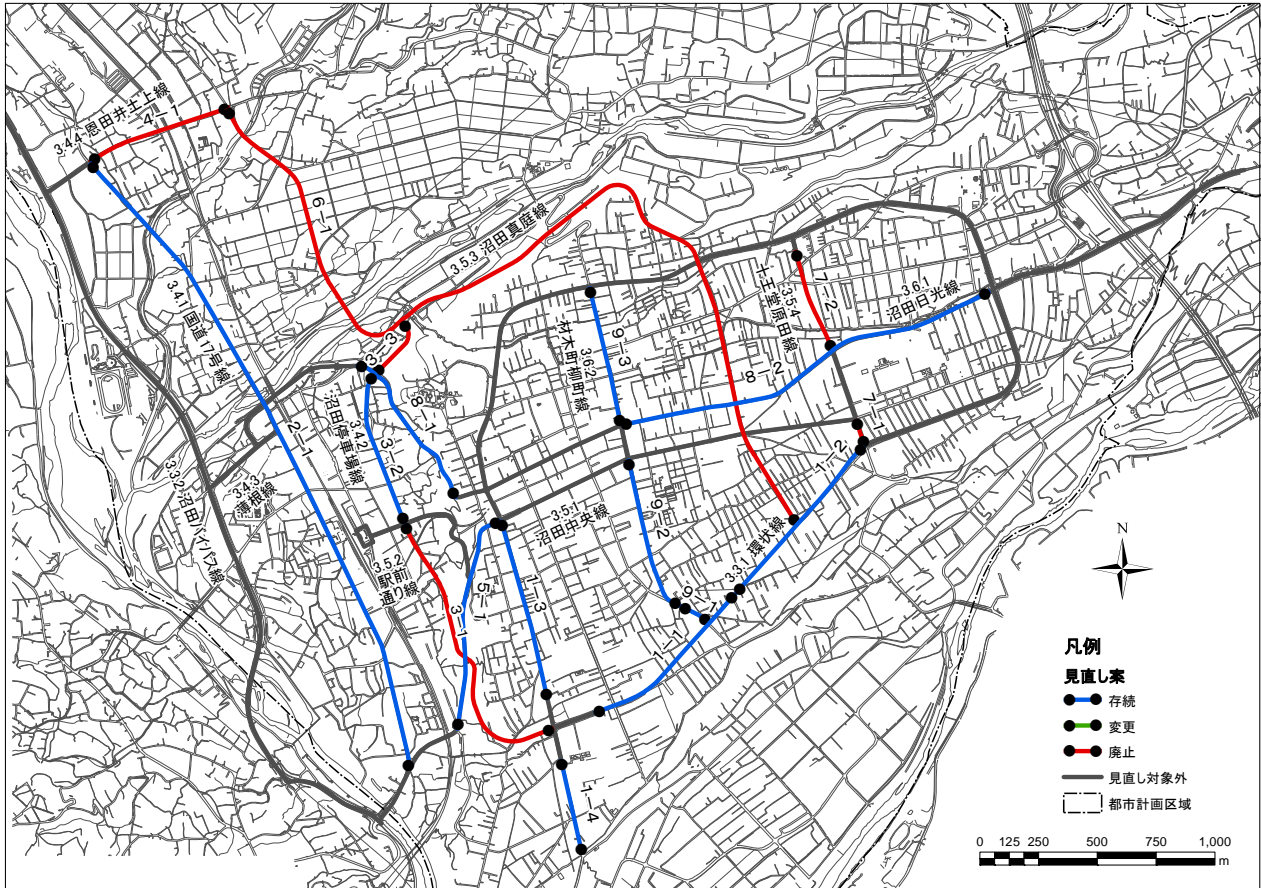 3・4・4 恩田井土上線
4-1
6-1
3・5・3 沼田真庭線
3・4・1 国道17号線
2-1
3-3
8-1
3・4・2
沼田停車場線
3-2
3・3・2 沼田バイパス線
3・4・3
薄根線
3・5・2
駅前
通り線
3-1
5-1
1-3
3・5・1
沼田中央線
3・6・2
材木町柳町線
9-3
9-2
9-1
8-2
3・5・4
十王堂原田線
7-2
7-1
3・6・1
沼田日光線
1-2
3・3・1 環状線
1-1
1-4
N
凡例
見直し案
存続
変更
廃止
見直し対象外
都市計画区域
0 125 250 500 750 1,000
m